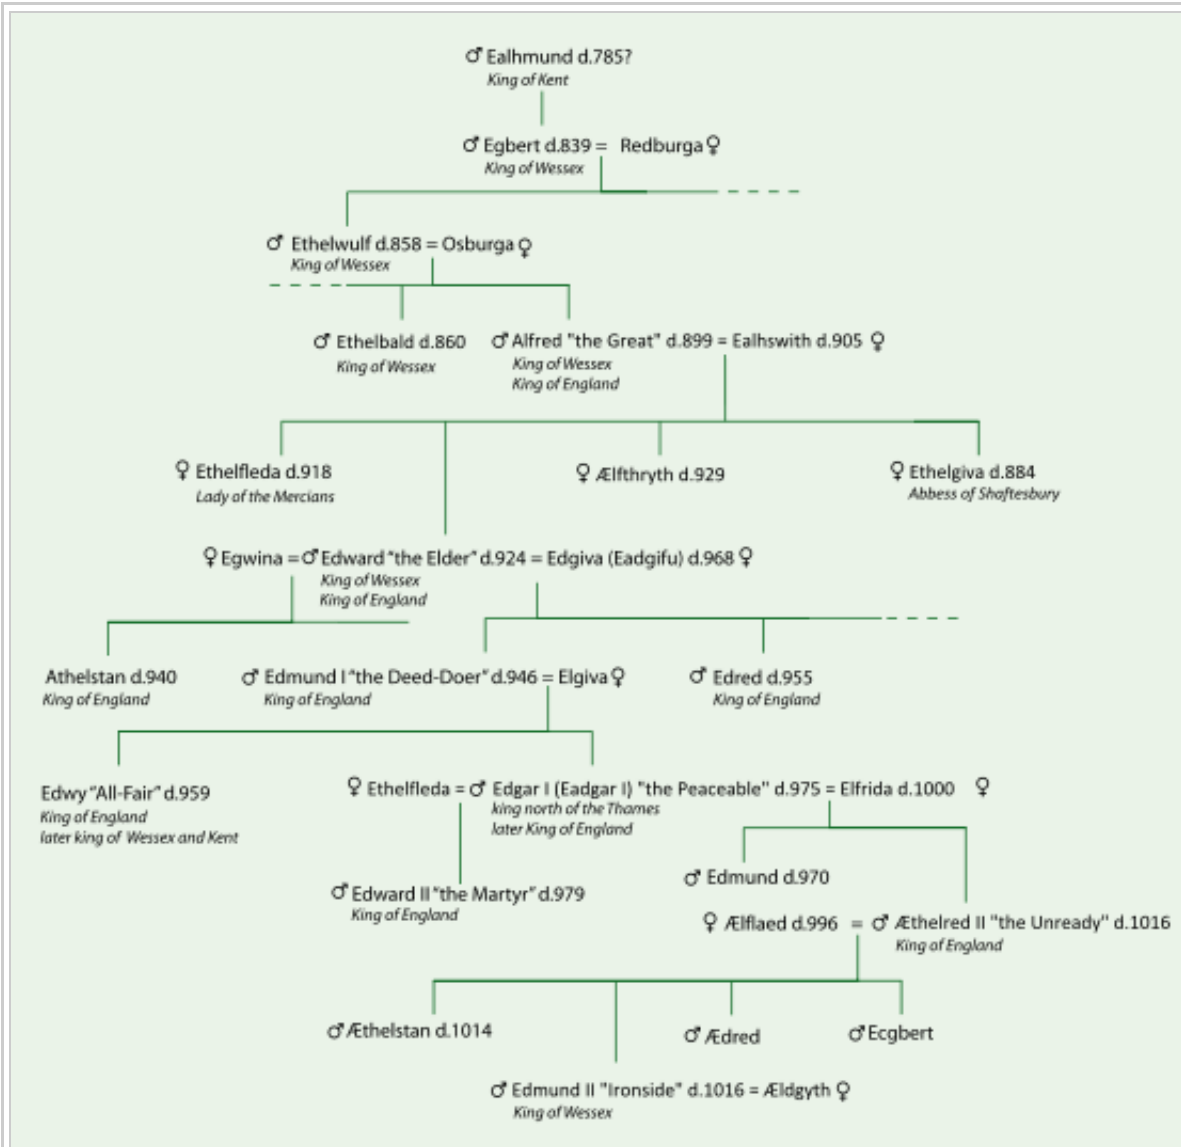 ♂ Ealhmund d.785?
King of Kent
♂ Egbert d.839 = Redburga ♀
King of Wessex
♂ Ethelwulf d.858 = Osburga ♀
King of Wessex
♂ Ethelbald d.860
King of Wessex
♂ Alfred "the Great" d.899 = Ealhswith d.905 ♀
King of Wessex
King of England
♀ Ethelfleda d.918
Lady of the Mercians
♀ Ælfthryth d.929
♀ Ethelgiva d.884
Abbess of Shaftesbury
♀ Egwina = ♂ Edward “the Elder” d.924 = Edgiva (Eadgifu) d.968 ♀
King of Wessex
King of England
Athelstan d.940
King of England
♂ Edmund I “the Deed-Doer” d.946 = Elgiva ♀
King of England
♂ Edred d.955
King of England
Edwy “All-Fair” d.959
King of England
later king of Wessex and Kent
♀ Ethelfleda = ♂ Edgar I (Eadgar I) "the Peaceable" d.975 = Elfrida d.1000 ♀
king north of the Thames
later King of England
♂ Edward II “the Martyr” d.979
King of England
♂ Edmund d.970
♀ Ælflaed d.996 = ♂ Æthelred II "the Unready" d.1016
King of England
♂ Æthelstan d.1014
♂ Ædred
♂ Ecgbert
♂ Edmund II "Ironside" d.1016 = Ældgyth ♀
King of Wessex